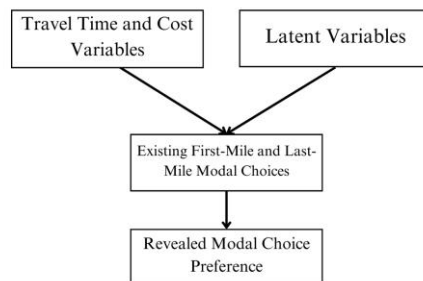 Travel Time and Cost
Variables
Latent Variables
Existing First-Mile and Last-
Mile Modal Choices
Revealed Modal Choice
Preference